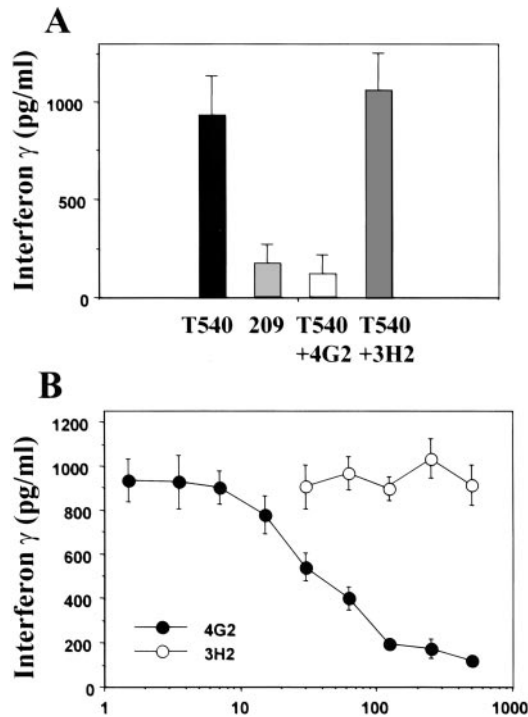 A
Interferon γ (pg/ml)
1000
500
0
T540 209 T540 T540
+4G2 +3H2
B
Interferon γ (pg/ml)
1200
1000
800
600
400
200
0
4G2
3H2
1 10 100 1000